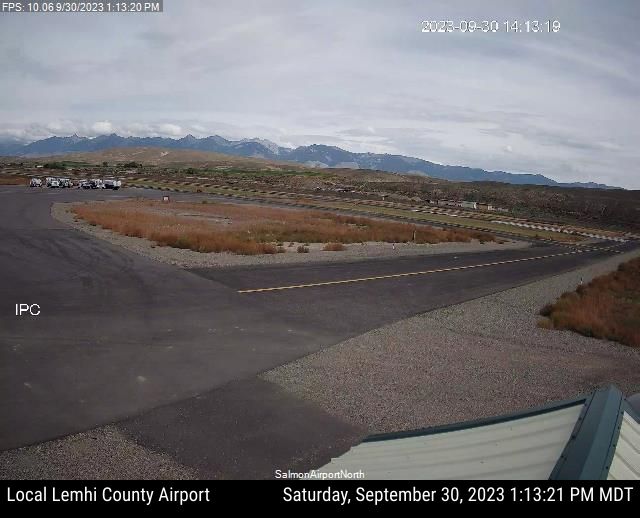 FPS: 10.06 9/30/2023 1:13:20 PM
2023-09-30 14:13:19
IPC
SalmonAirportNorth
Local Lemhi County Airport Saturday, September 30, 2023 1:13:21 PM MDT